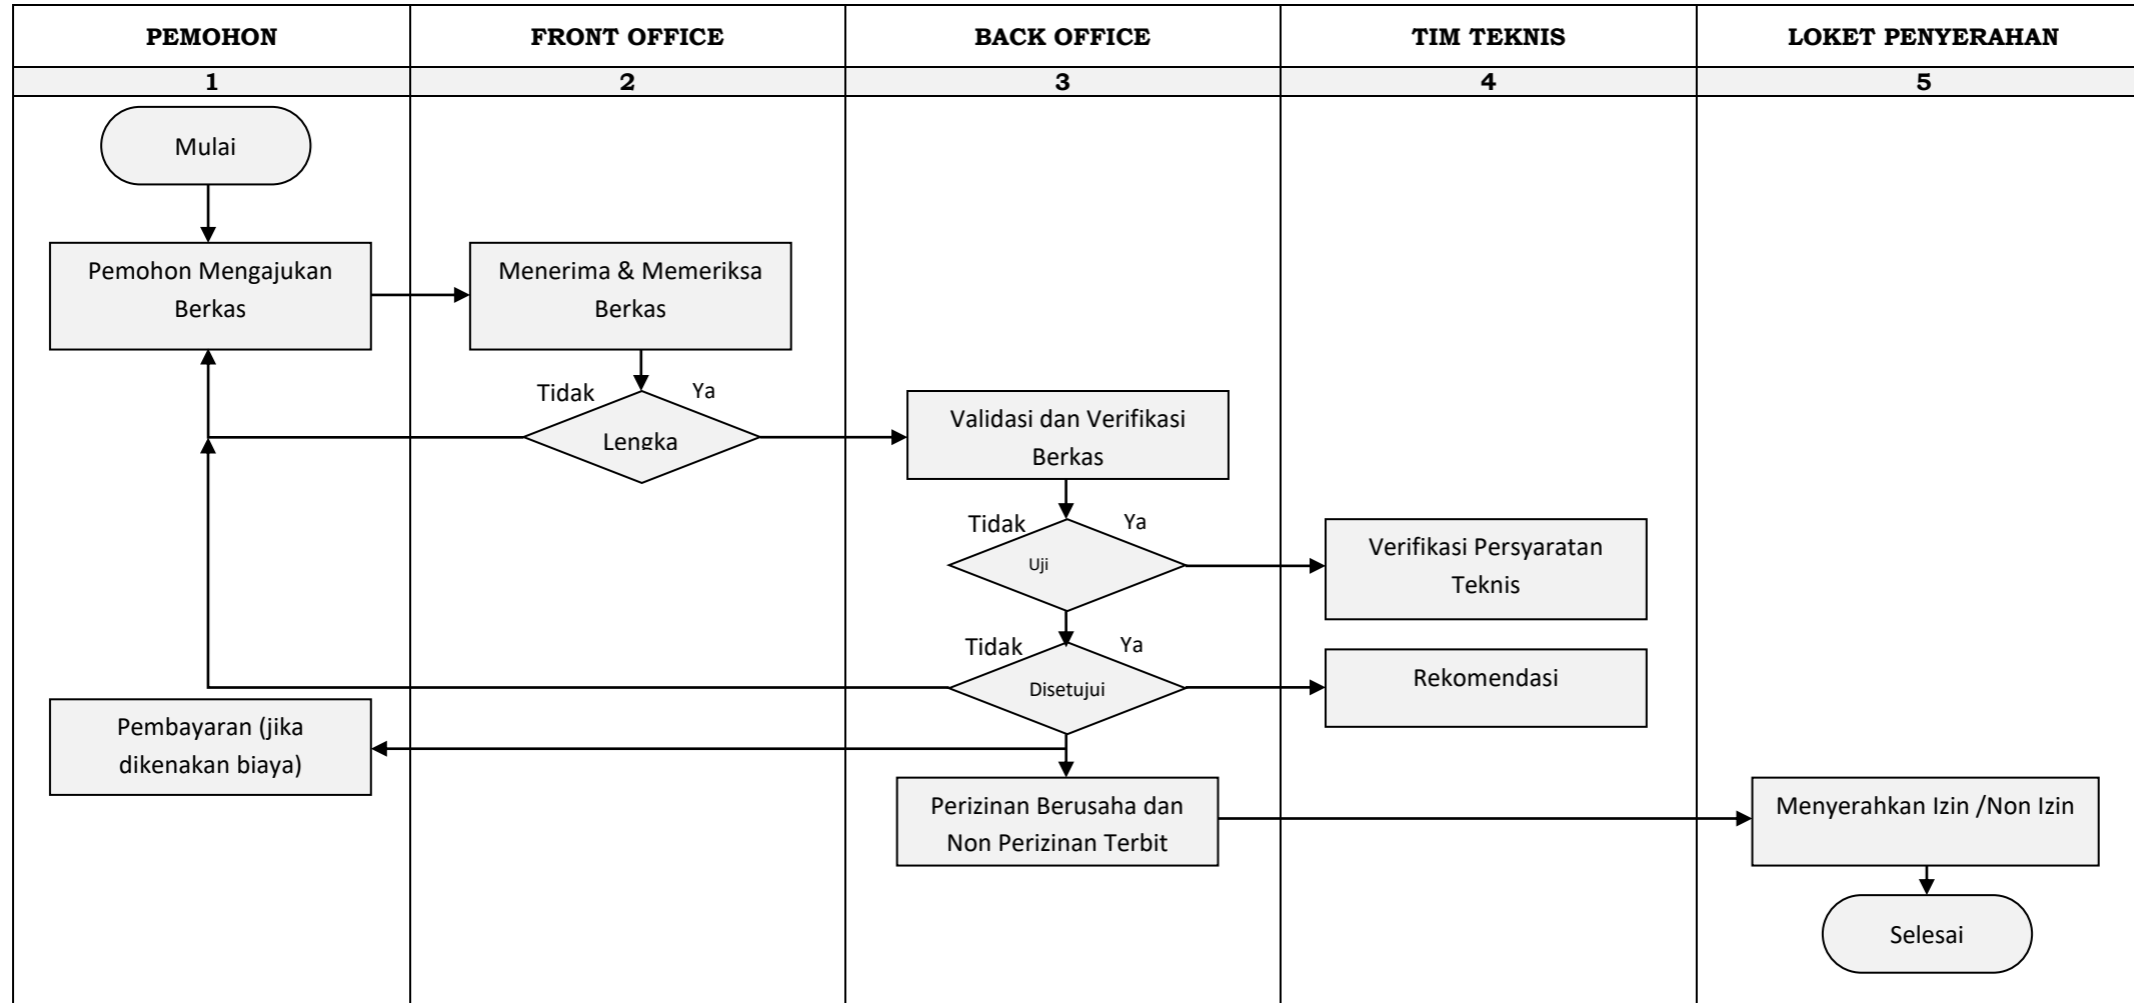 PEMOHON
FRONT OFFICE
BACK OFFICE
TIM TEKNIS
LOKET PENYERAHAN
1
2
3
4
5
Mulai
Pemohon Mengajukan
Berkas
Menerima & Memeriksa
Berkas
Tidak
Ya
Lengka
Validasi dan Verifikasi
Berkas
Tidak
Ya
Uji
Verifikasi Persyaratan
Teknis
Tidak
Ya
Disetujui
Rekomendasi
Pembayaran (jika
dikenakan biaya)
Perizinan Berusaha dan
Non Perizinan Terbit
Menyerahkan Izin /Non Izin
Selesai